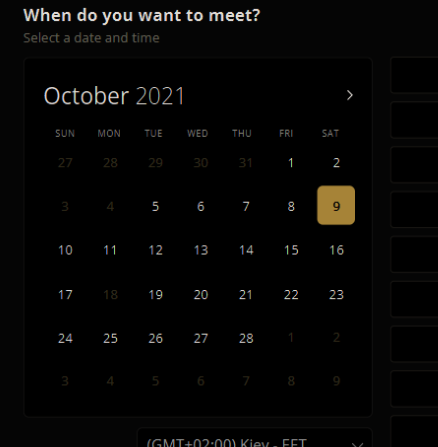 When do you want to meet?
Select a date and time
October 2021
SUN MON TUE WED THU FRI SAT
27 28 29 30 31 1 2
3 4 5 6 7 8 9
10 11 12 13 14 15 16
17 18 19 20 21 22 23
24 25 26 27 28 1 2
3 4 5 6 7 8 9
(GMT+02:00) Kiev - EET